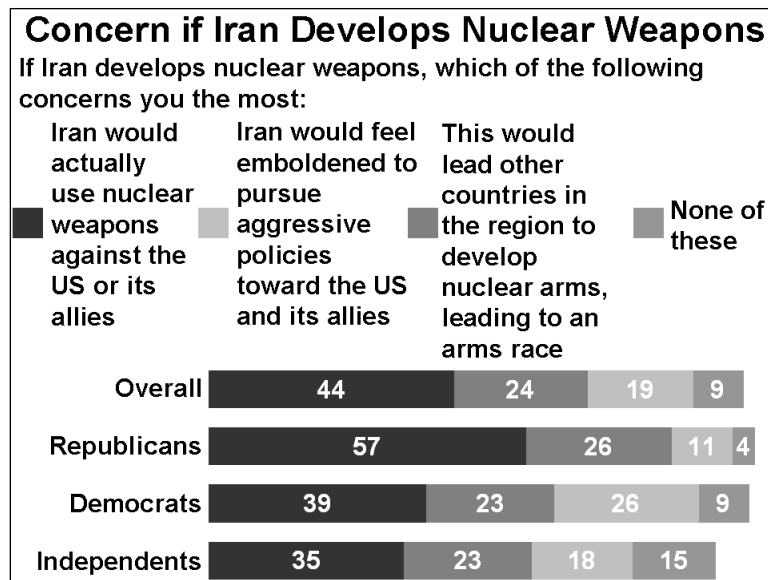 Concern if Iran Develops Nuclear Weapons
If Iran develops nuclear weapons, which of the following
concerns you the most:
Iran would
actually
use nuclear
weapons
against the
US or its
allies
Iran would feel
emboldened to
pursue
aggressive
policies
toward the US
and its allies
This would
lead other
countries in
the region to
develop
nuclear arms,
leading to an
arms race
None of
these
Overall 44 24 19 9
Republicans 57 26 11 4
Democrats 39 23 26 9
Independents 35 23 18 15